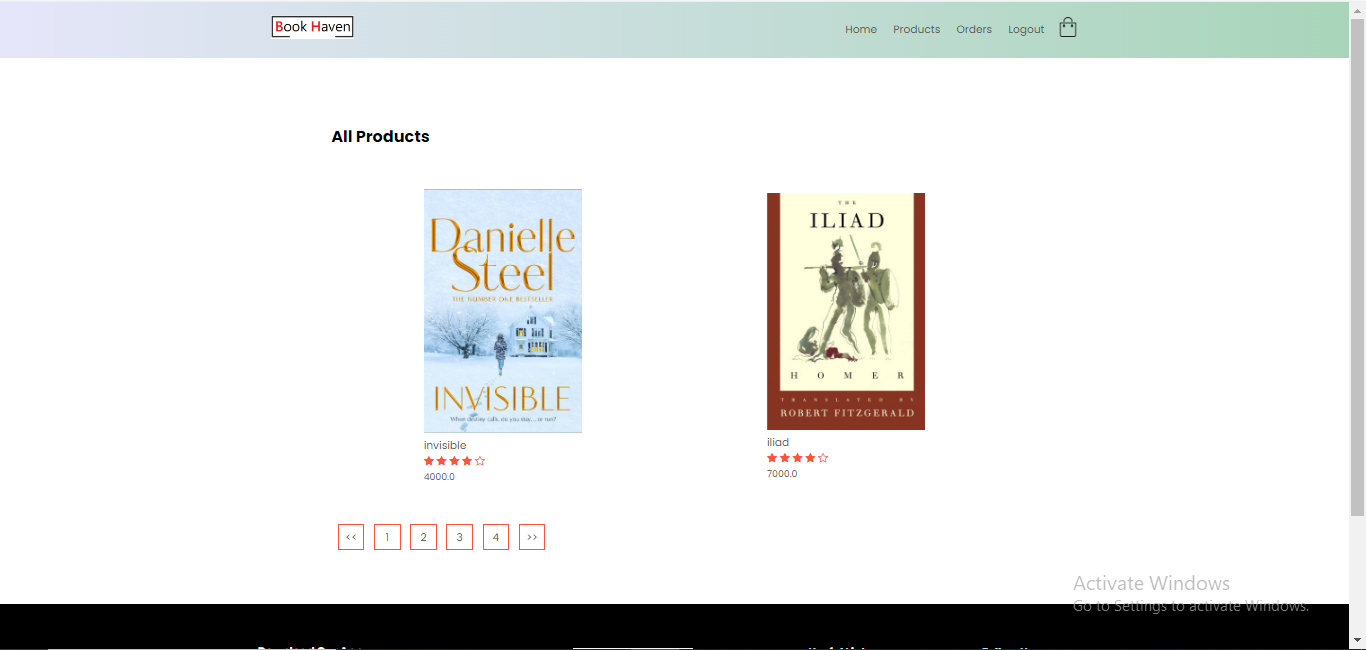 Book Haven
Home Products Orders Logout
All Products
Danielle
Steel
THE NUMBER ONE BESTSELLER
INVISIBLE
When destiny calls, do you stay... or run?
invisible
4000.0
THE
ILIAD
HOMER
TRANSLATED BY
ROBERT FITZGERALD
iliad
7000.0
<< 1 2 3 4 >>
Activate Windows
Go to Settings to activate Windows.